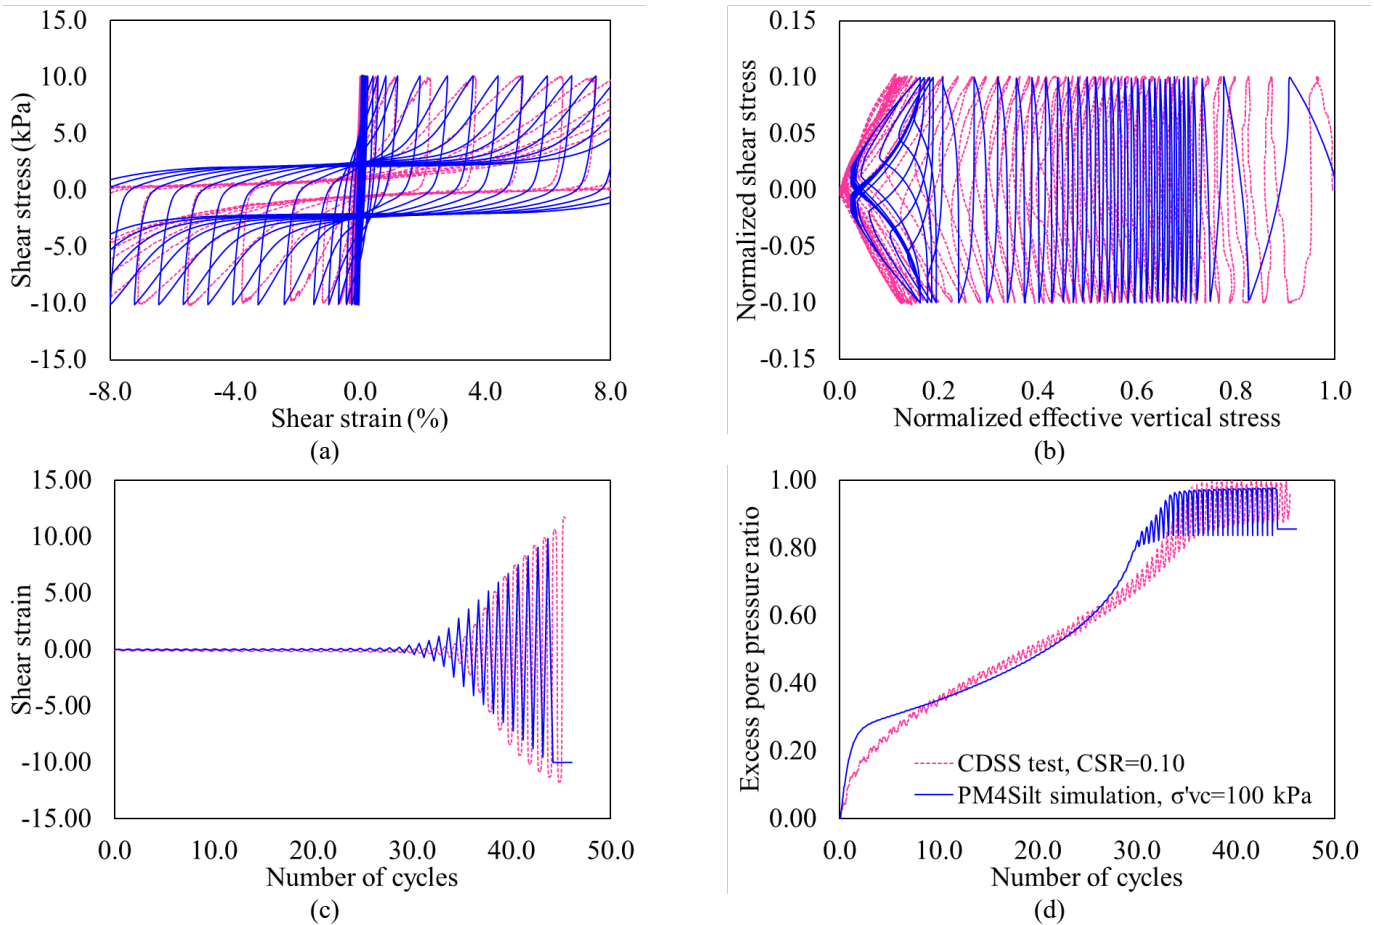 15.0
10.0
5.0
0.0
-5.0
-10.0
-15.0
Shear stress (kPa)
-8.0 -4.0 0.0 4.0 8.0
Shear strain (%)
(a)
0.15
0.10
0.05
0.00
-0.05
-0.10
-0.15
Normalized shear stress
0.0 0.2 0.4 0.6 0.8 1.0
Normalized effective vertical stress
(b)
15.00
10.00
5.00
0.00
-5.00
-10.00
-15.00
Shear strain
0.0 10.0 20.0 30.0 40.0 50.0
Number of cycles
(c)
1.00
0.80
0.60
0.40
0.20
0.00
Excess pore pressure ratio
CDSS test, CSR=0.10
PM4Silt simulation, σ'vc=100 kPa
0.0 10.0 20.0 30.0 40.0 50.0
Number of cycles
(d)